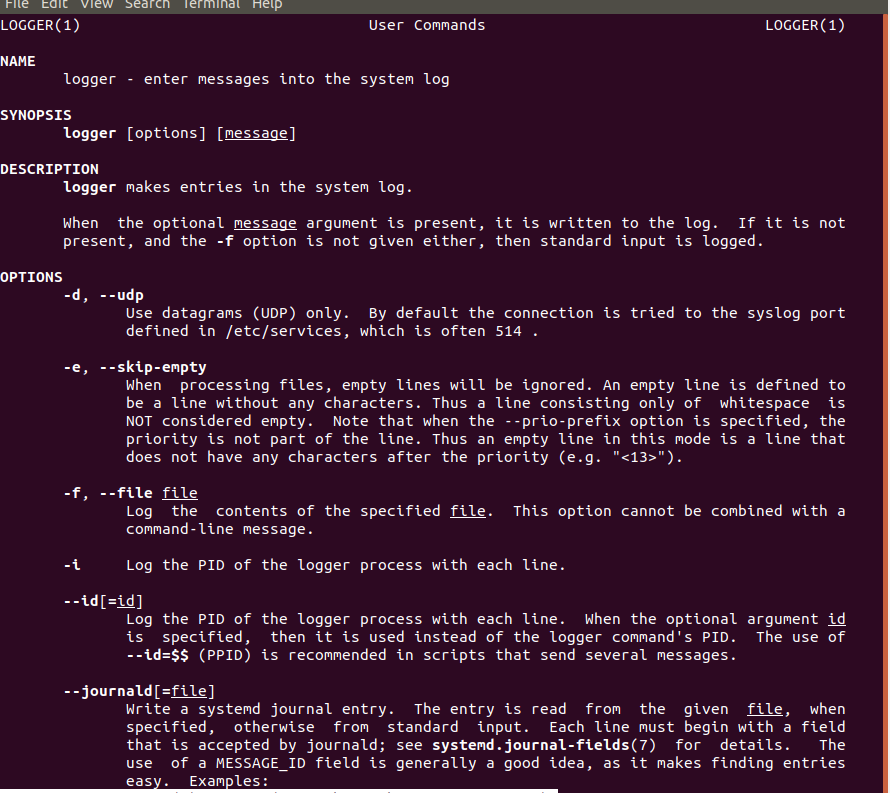 File Edit View Search Terminal Help
LOGGER(1) User Commands LOGGER(1)
NAME
logger - enter messages into the system log
SYNOPSIS
logger [options] [message]
DESCRIPTION
logger makes entries in the system log.
When the optional message argument is present, it is written to the log. If it is not
present, and the -f option is not given either, then standard input is logged.
OPTIONS
-d, --udp
Use datagrams (UDP) only. By default the connection is tried to the syslog port
defined in /etc/services, which is often 514 .
-e, --skip-empty
When processing files, empty lines will be ignored. An empty line is defined to
be a line without any characters. Thus a line consisting only of whitespace is
NOT considered empty. Note that when the --prio-prefix option is specified, the
priority is not part of the line. Thus an empty line in this mode is a line that
does not have any characters after the priority (e.g. "<13>").
-f, --file file
Log the contents of the specified file. This option cannot be combined with a
command-line message.
-i Log the PID of the logger process with each line.
--id[=id]
Log the PID of the logger process with each line. When the optional argument id
is specified, then it is used instead of the logger command's PID. The use of
--id=$$ (PPID) is recommended in scripts that send several messages.
--journald[=file]
Write a systemd journal entry. The entry is read from the given file, when
specified, otherwise from standard input. Each line must begin with a field
that is accepted by journald; see systemd.journal-fields(7) for details. The
use of a MESSAGE_ID field is generally a good idea, as it makes finding entries
easy. Examples: